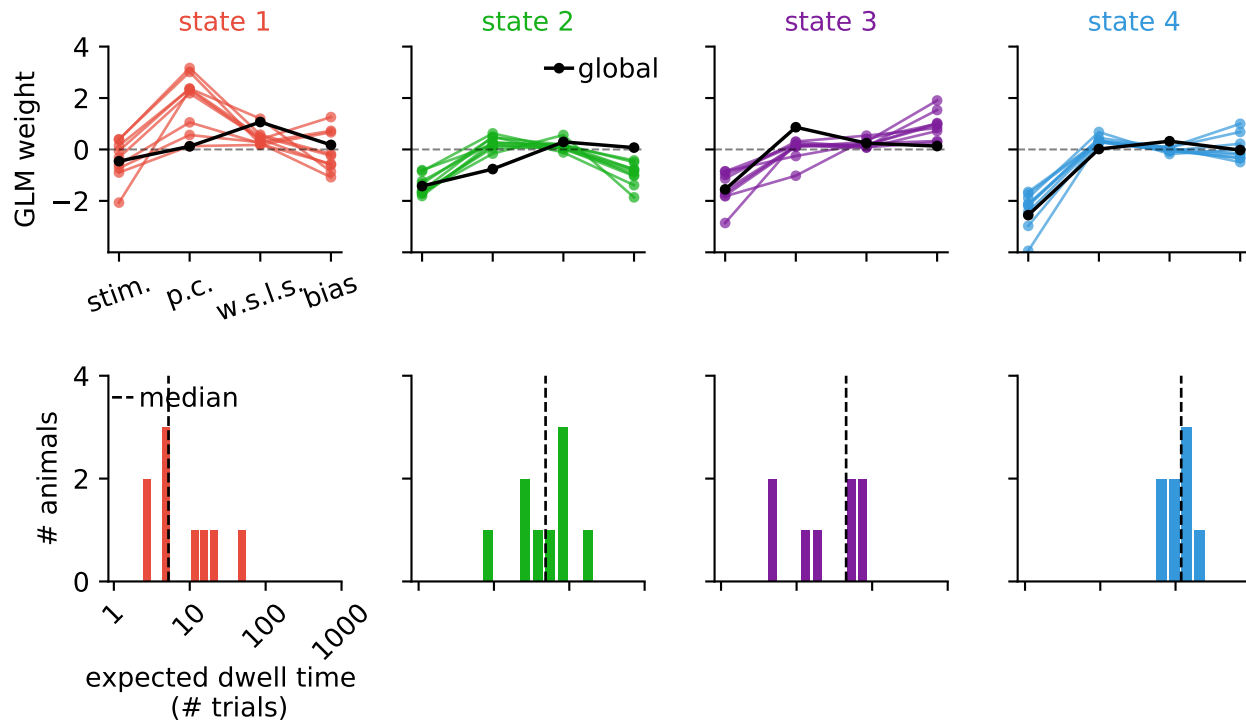 state 1
state 2
state 3
state 4
4
2
0
−2
GLM weight
global
stim.
p.c.
w.s.l.s.
bias
4
2
0
# animals
median
1
10
100
1000
expected dwell time
(# trials)